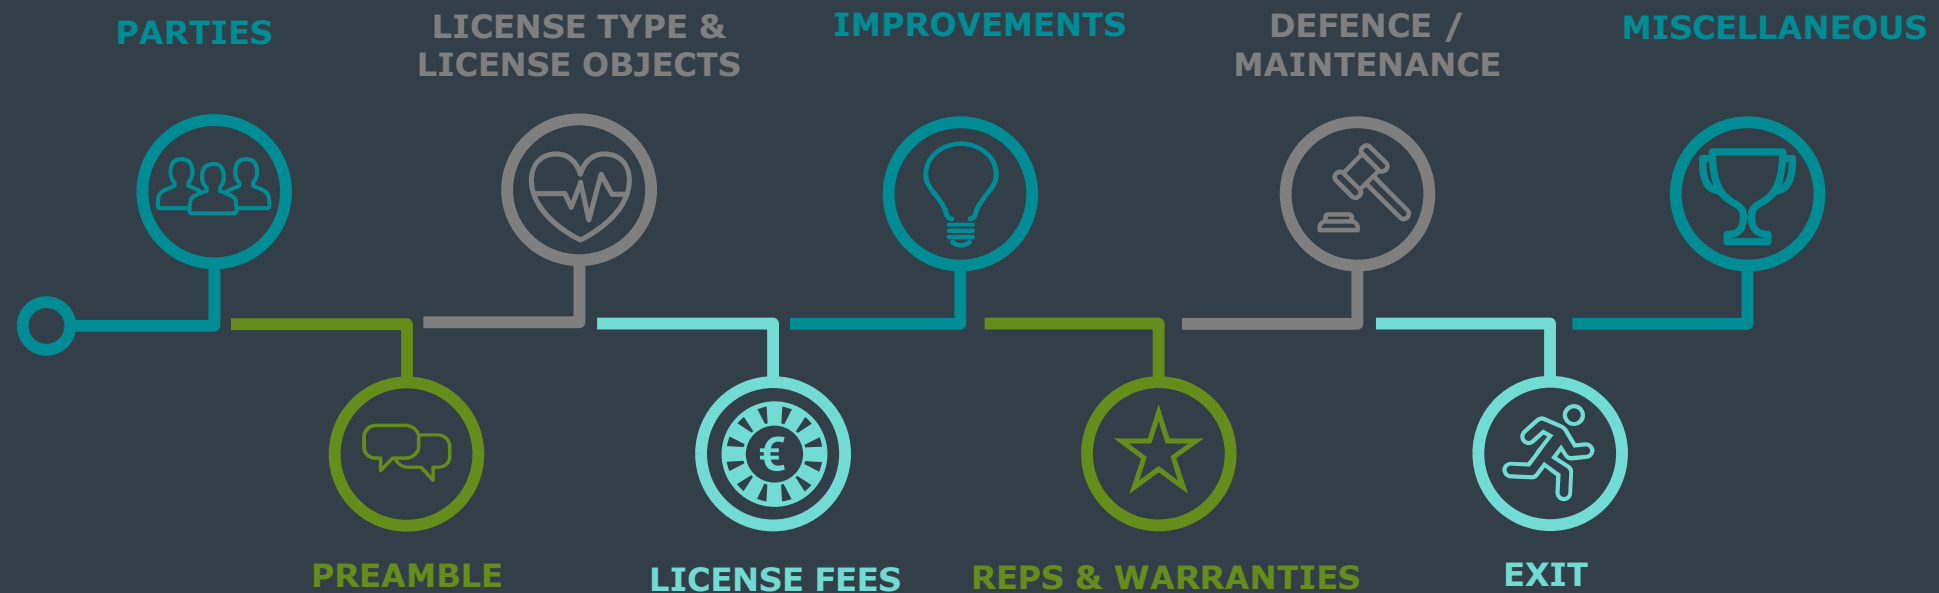 PARTIES
PREAMBLE
LICENSE TYPE &
LICENSE OBJECTS
€
LICENSE FEES
IMPROVEMENTS
REPS & WARRANTIES
DEFENCE /
MAINTENANCE
EXIT
MISCELLANEOUS